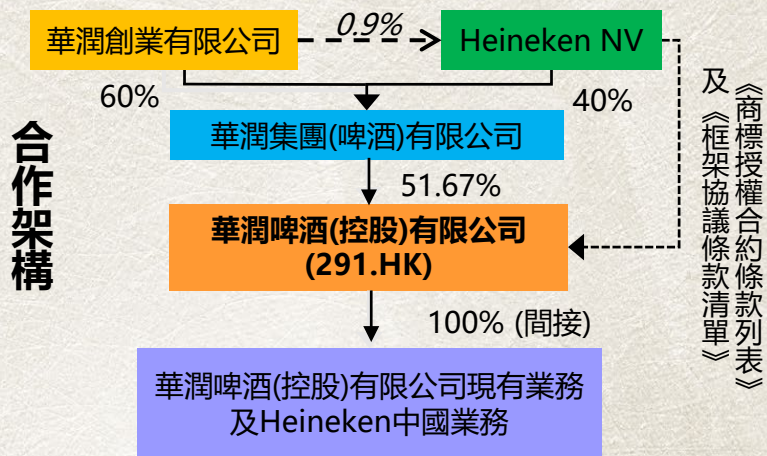 合作架構
華潤創業有限公司
0.9%
Heineken NV
60%
40%
華潤集團(啤酒)有限公司
51.67%
華潤啤酒(控股)有限公司
(291.HK)
100% (間接)
華潤啤酒(控股)有限公司現有業務
及Heineken中國業務
《商標授權合約條款列表》
及《框架協議條款清單》